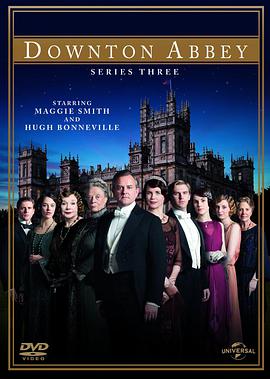 DOWNTON ABBEY
SERIES THREE
STARRING
MAGGIE SMITH
AND
HUGH BONNEVILLE
DVD
VIDEO
UNIVERSAL